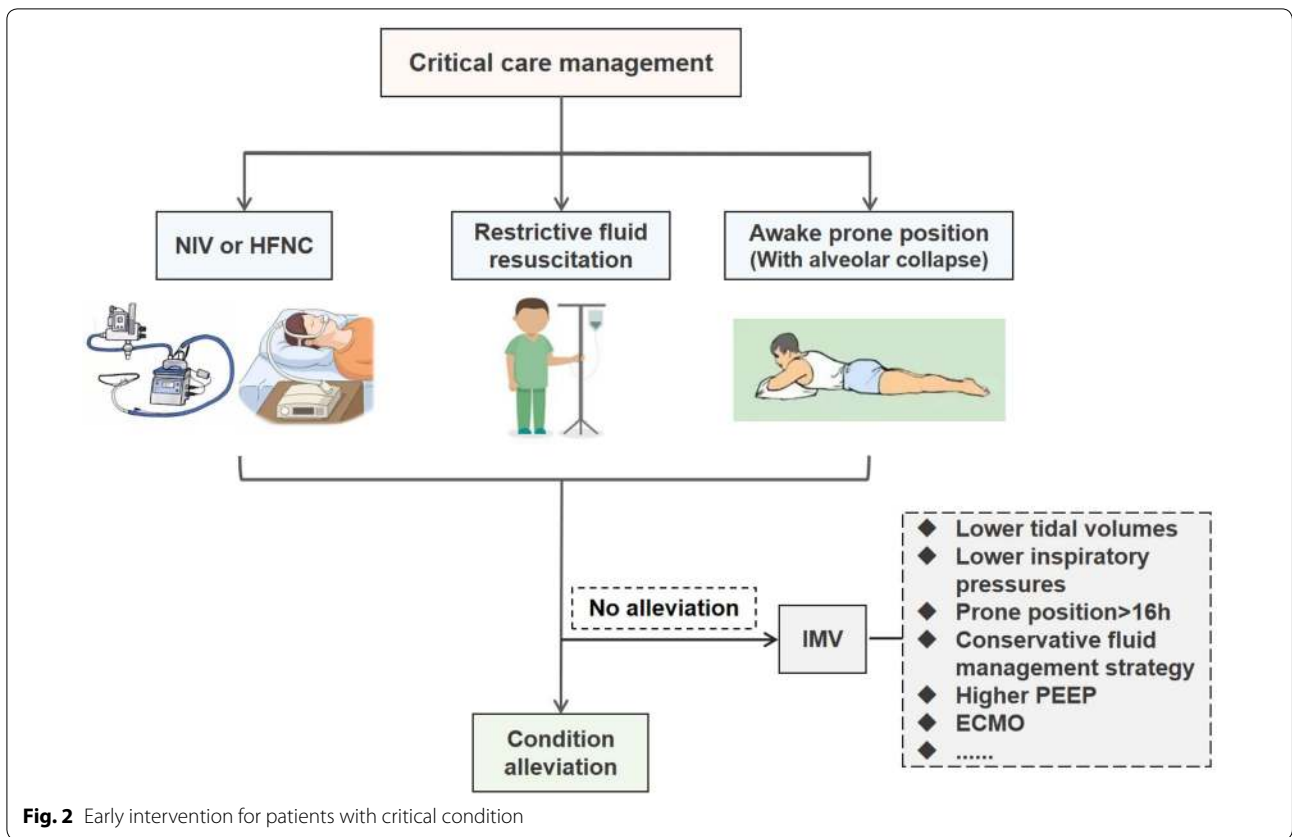 Critical care management
NIV or HFNC
Restrictive fluid
resuscitation
Awake prone position
(With alveolar collapse)
No alleviation
IMV
◆ Lower tidal volumes
◆ Lower inspiratory
pressures
◆ Prone position>16h
◆ Conservative fluid
management strategy
◆ Higher PEEP
◆ ECMO
◆ ......
Condition
alleviation
Fig. 2 Early intervention for patients with critical condition